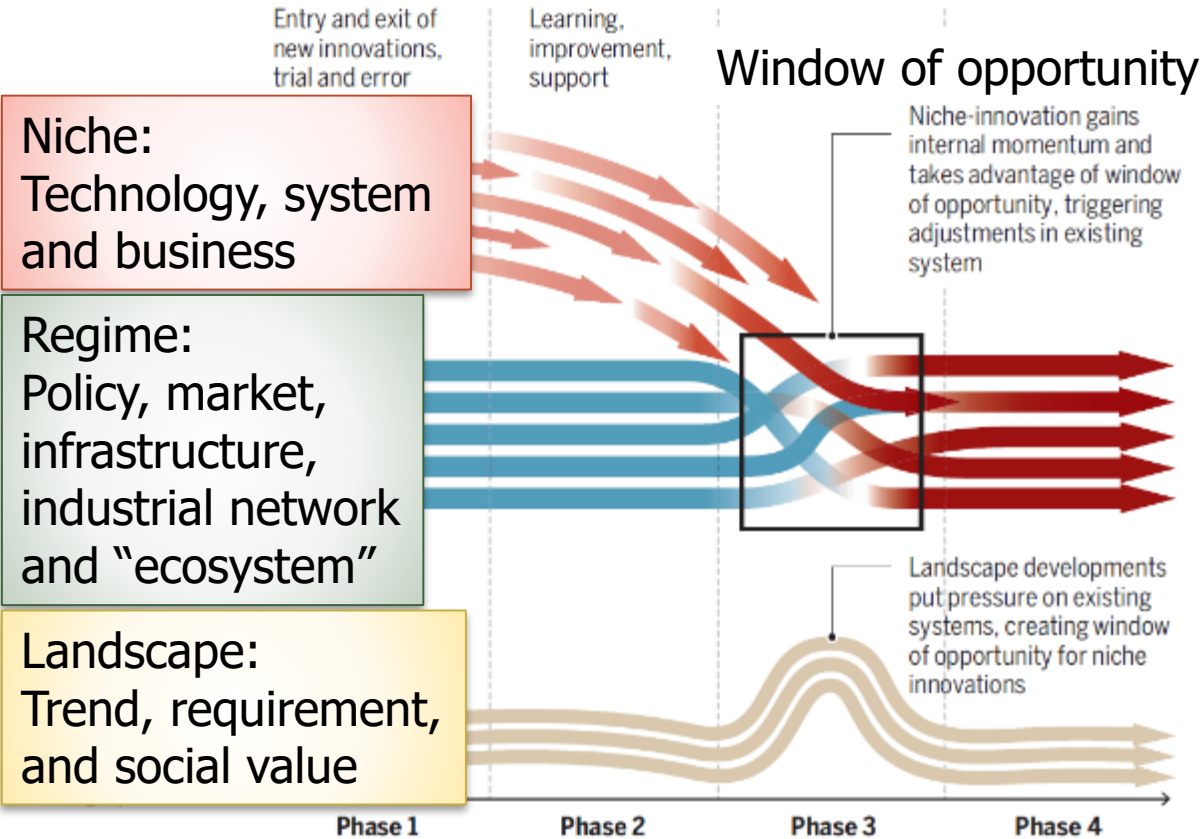 Entry and exit of
new innovations,
trial and error
Learning,
improvement,
support
Window of opportunity
Niche-innovation gains
internal momentum and
takes advantage of window
of opportunity, triggering
adjustments in existing
system
Niche:
Technology, system
and business
Regime:
Policy, market,
infrastructure,
industrial network
and “ecosystem”
Landscape developments
put pressure on existing
systems, creating window
of opportunity for niche
innovations
Landscape:
Trend, requirement,
and social value
Phase 1
Phase 2
Phase 3
Phase 4